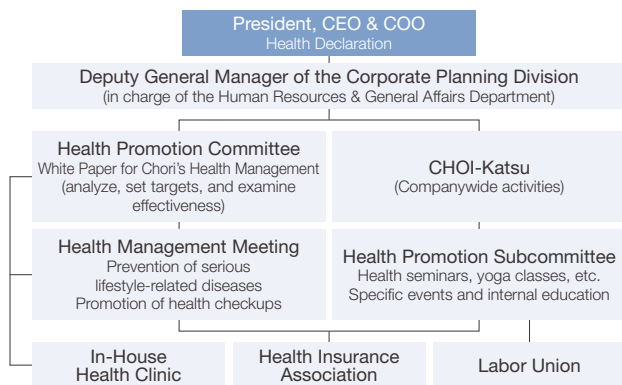 President, CEO & COO
Health Declaration
Deputy General Manager of the Corporate Planning Division
(in charge of the Human Resources & General Affairs Department)
Health Promotion Committee
White Paper for Chori's Health Management
(analyze, set targets, and examine
effectiveness)
CHOI-Katsu
(Companywide activities)
Health Management Meeting
Prevention of serious
lifestyle-related diseases
Promotion of health checkups
Health Promotion Subcommittee
Health seminars, yoga classes, etc.
Specific events and internal education
In-House
Health Clinic
Health Insurance
Association
Labor Union